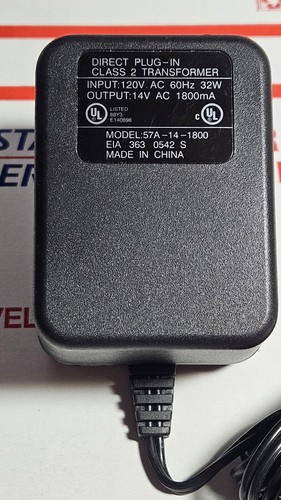 DIRECT PLUG-IN
CLASS 2 TRANSFORMER
INPUT:120V AC 60Hz 32W
OUTPUT:14V AC 1800mA
UL LISTED c UL
E140898
MODEL:57A-14-1800
EIA 363 0542 S
MADE IN CHINA